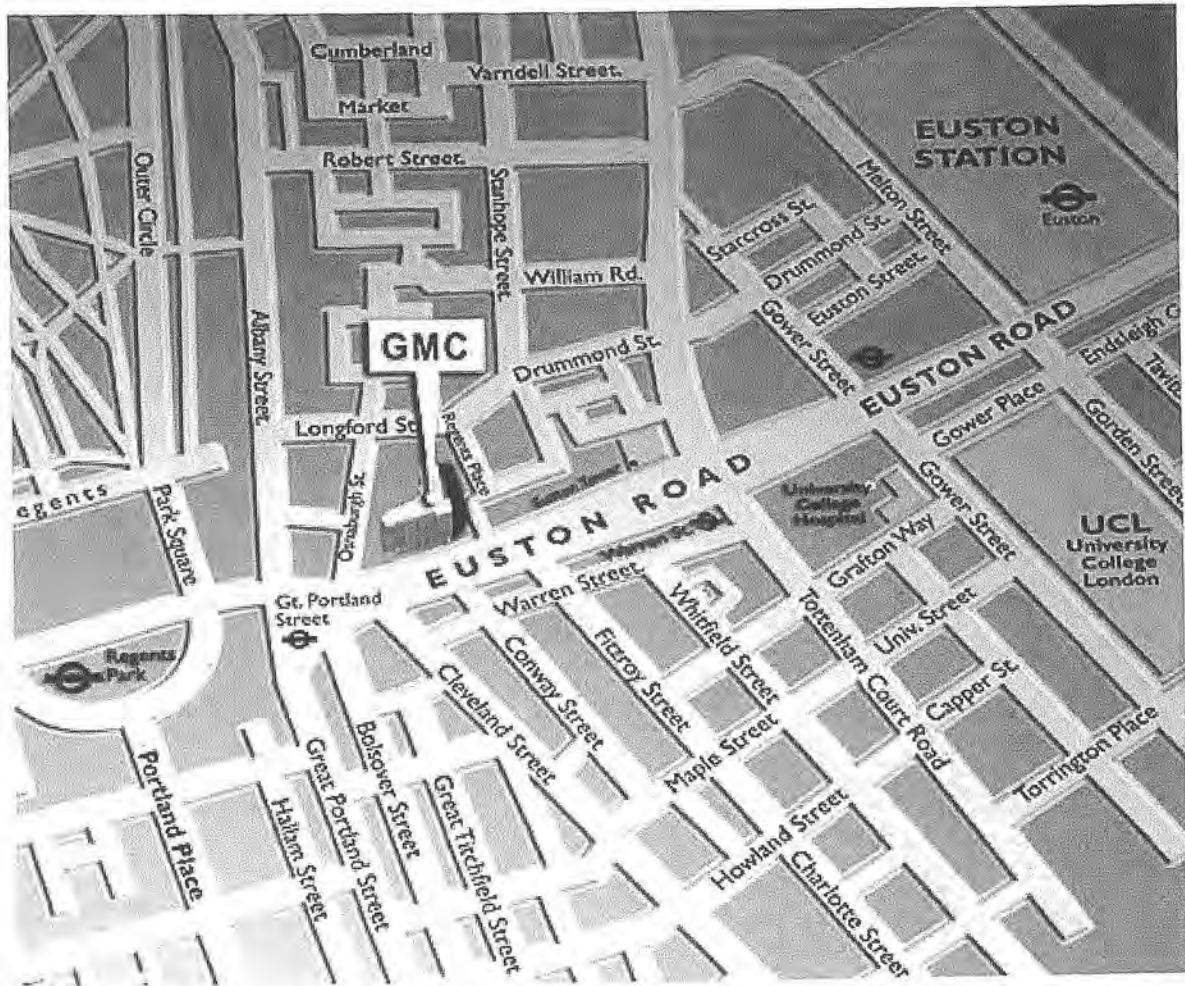 Cumberland
Varndell Street.
Market
Robert Street.
Outer Circle
Stanhope Street
EUSTON
STATION
Euston
Melton Street
Starcross St.
Drummond St.
Euston Street
William Rd.
Gower Street
Albany Street
GMC
Drummond St.
EUSTON ROAD
Endsleigh
Gower Place
Gorden Street
Longford St
Regents Place
Osnaburgh St.
egents
Park Square
EUSTON ROAD
University
College
Hospital
Gower Street
UCL
University
College
London
Grafton Way
Univ. Street
Capper St.
Torrington Place
Warren Street
Whitfield Street
Tottenham Court Road
Gt. Portland
Street
Regents
Park
Fitzroy Street
Conway Street
Cleveland Street
Maple Street
Howland Street
Charlotte Street
Portland Place
Hallam Street
Great Portland Street
Bolsover Street
Great Titchfield Street